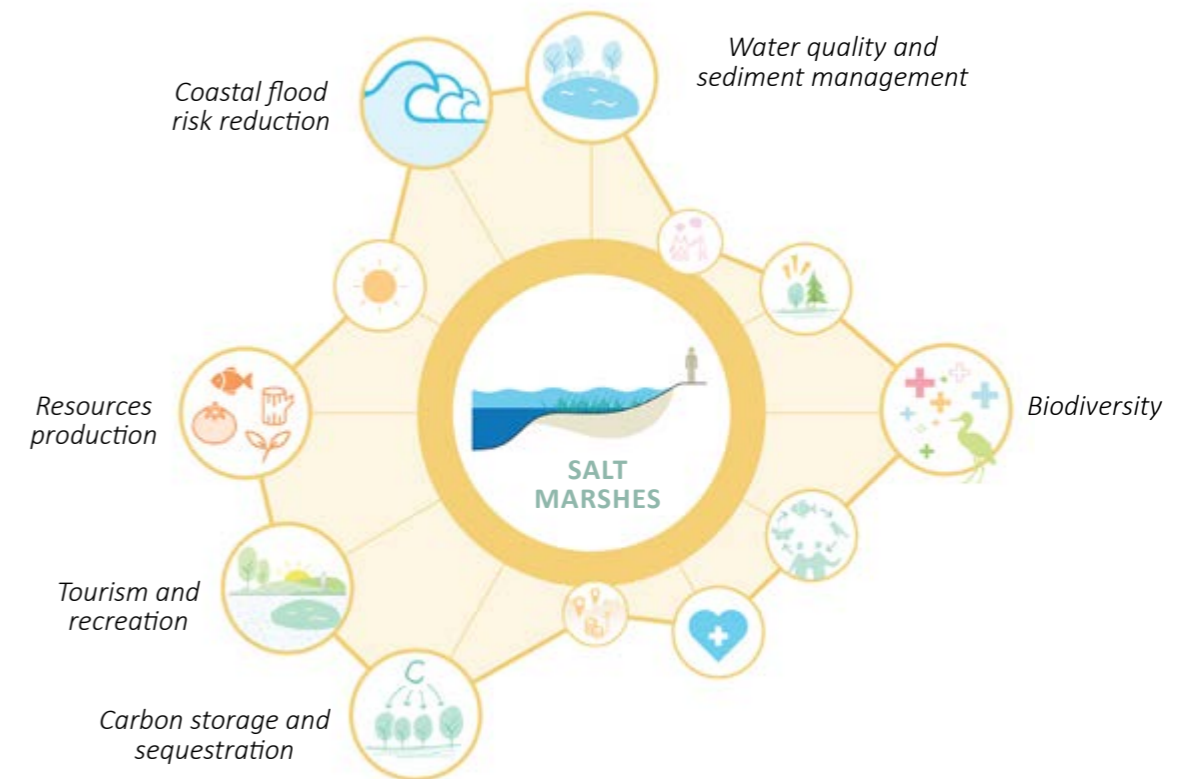 Water quality and
sediment management
Coastal flood
risk reduction
Resources
production
Biodiversity
SALT
MARSHES
Tourism and
recreation
C
Carbon storage and
sequestration